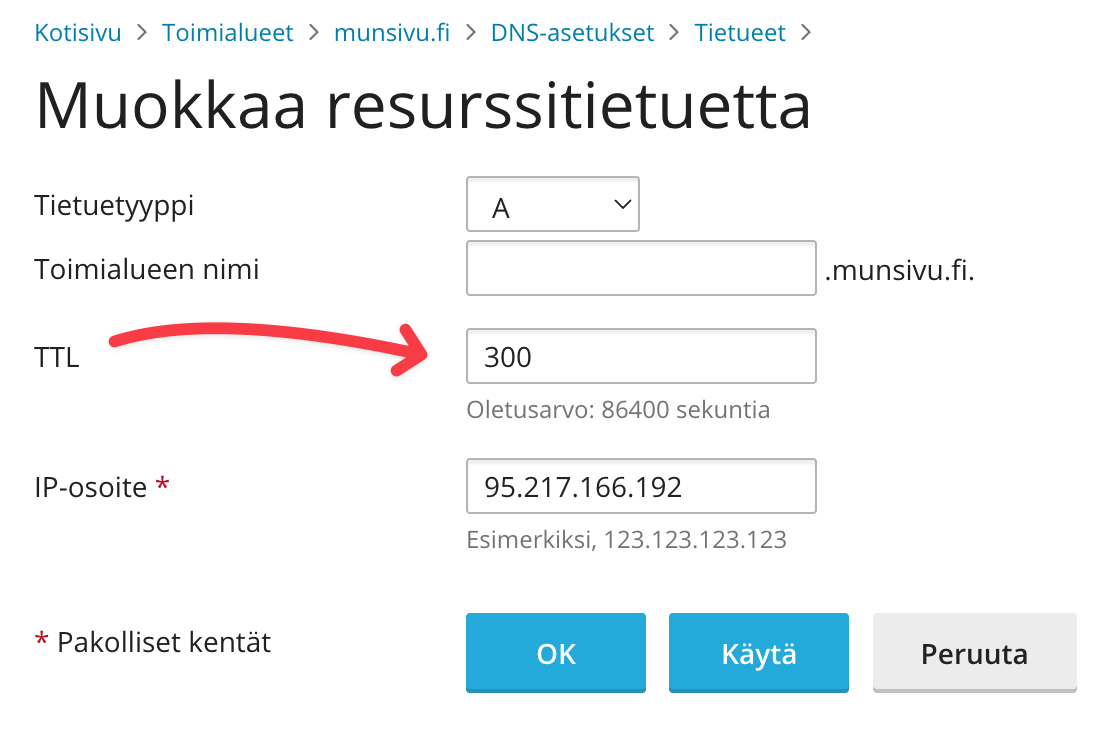 Kotisivu > Toimialueet > munsivu.fi > DNS-asetukset > Tietueet >
Muokkaa resurssitietuetta
Tietuetyyppi A
Toimialueen nimi .munsivu.fi.
TTL 300
Oletusarvo: 86400 sekuntia
IP-osoite * 95.217.166.192
Esimerkiksi, 123.123.123.123
* Pakolliset kentät OK Käytä Peruuta